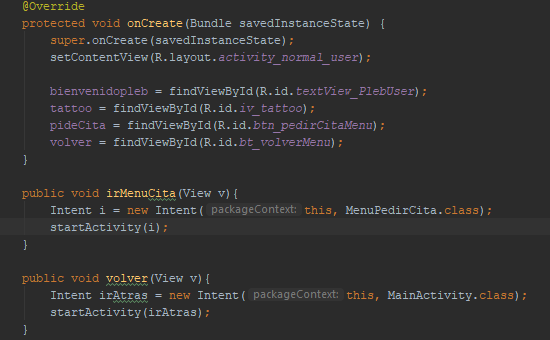 @Override
protected void onCreate(Bundle savedInstanceState) {
super.onCreate(savedInstanceState);
setContentView(R.layout.activity_normal_user);
bienvenidopleb = findViewById(R.id.textView_PlebUser);
tattoo = findViewById(R.id.iv_tattoo);
pideCita = findViewById(R.id.btn_pedirCitaMenu);
volver = findViewById(R.id.bt_volverMenu);
}
public void irMenuCita(View v){
Intent i = new Intent( packageContext: this, MenuPedirCita.class);
startActivity(i);
}
public void volver(View v){
Intent irAtras = new Intent( packageContext: this, MainActivity.class);
startActivity(irAtras);
}